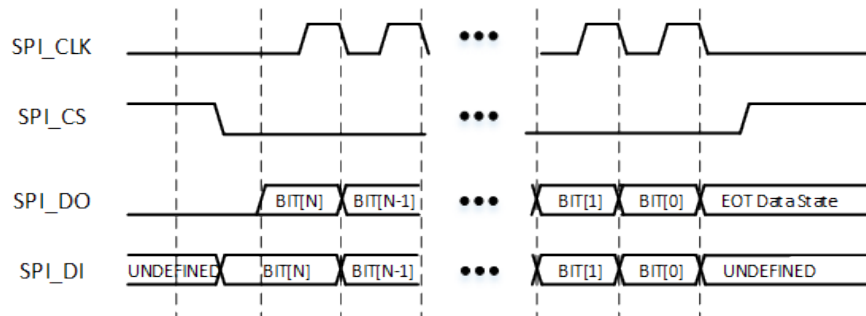 SPI_CLK
SPI_CS
SPI_DO BIT[N] BIT[N-1] BIT[1] BIT[0] EOT Data State
SPI_DI UNDEFINED BIT[N] BIT[N-1] BIT[1] BIT[0] UNDEFINED